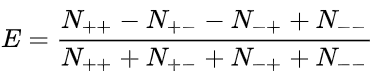 E = \frac{N_{++} - N_{+-} - N_{-+} + N_{--}}{N_{++} + N_{+-} + N_{-+} + N_{--}}